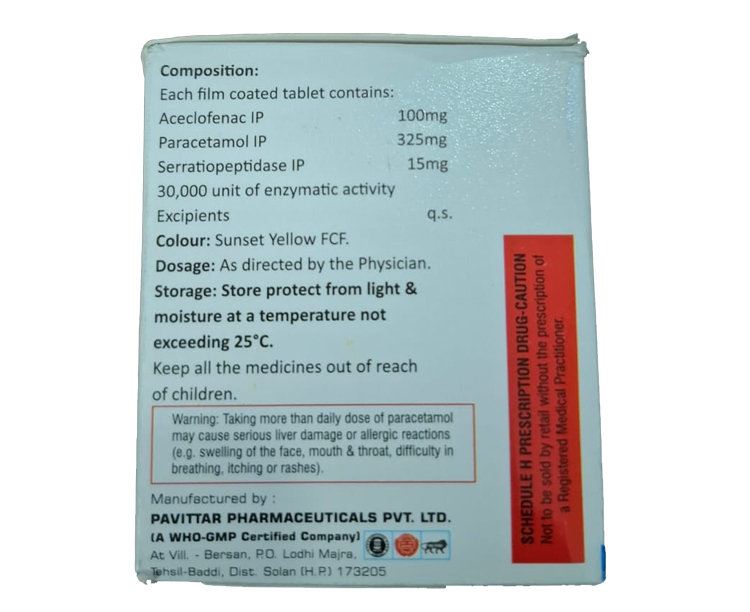 Composition:
Each film coated tablet contains:
Aceclofenac IP 100mg
Paracetamol IP 325mg
Serratiopeptidase IP 15mg
30,000 unit of enzymatic activity
Excipients q.s.
Colour: Sunset Yellow FCF.
Dosage: As directed by the Physician.
Storage: Store protect from light &
moisture at a temperature not
exceeding 25°C.
Keep all the medicines out of reach
of children.
Warning: Taking more than daily dose of paracetamol
may cause serious liver damage or allergic reactions
(e.g. swelling of the face, mouth & throat, difficulty in
breathing, itching or rashes).
Manufactured by :
PAVITTAR PHARMACEUTICALS PVT. LTD.
(A WHO-GMP Certified Company)
At Vill. - Bersan, P.O. Lodhi Majra,
Tehsil-Baddi, Dist. Solan (H.P.) 173205
SCHEDULE H PRESCRIPTION DRUG-CAUTION
Not to be sold by retail without the prescription of
a Registered Medical Practitioner.